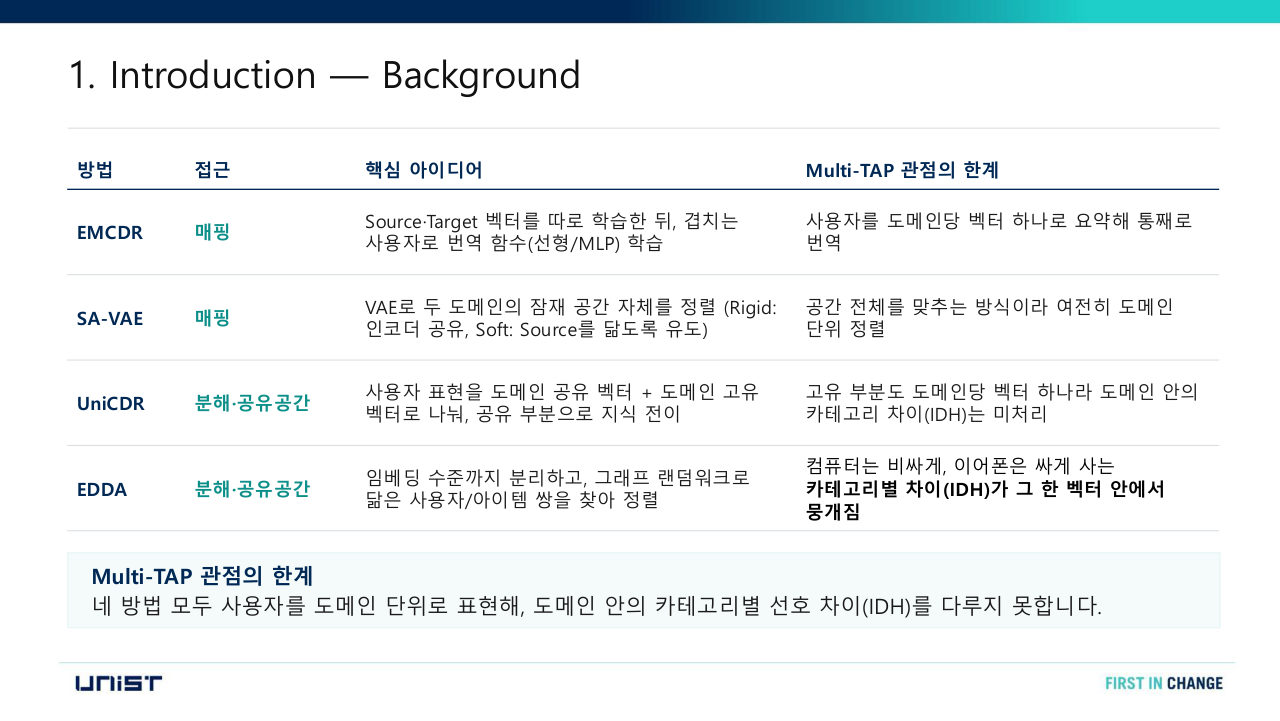 1. Introduction — Background
방법 접근 핵심 아이디어 Multi-TAP 관점의 한계
EMCDR 매핑
Source·Target 벡터를 따로 학습한 뒤, 겹치는
사용자로 번역 함수(선형/MLP) 학습
사용자를 도메인당 벡터 하나로 요약해 통째로
번역
SA-VAE 매핑
VAE로 두 도메인의 잠재 공간 자체를 정렬 (Rigid:
인코더 공유, Soft: Source를 닮도록 유도)
공간 전체를 맞추는 방식이라 여전히 도메인
단위 정렬
UniCDR 분해·공유공간
사용자 표현을 도메인 공유 벡터 + 도메인 고유
벡터로 나눠, 공유 부분으로 지식 전이
고유 부분도 도메인당 벡터 하나라 도메인 안의
카테고리 차이(IDH)는 미처리
EDDA 분해·공유공간
임베딩 수준까지 분리하고, 그래프 랜덤워크로
닮은 사용자/아이템 쌍을 찾아 정렬
컴퓨터는 비싸게, 이어폰은 싸게 사는
카테고리별 차이(IDH)가 그 한 벡터 안에서
뭉개짐
Multi-TAP 관점의 한계
네 방법 모두 사용자를 도메인 단위로 표현해, 도메인 안의 카테고리별 선호 차이(IDH)를 다루지 못합니다.
UNIST
FIRST IN CHANGE